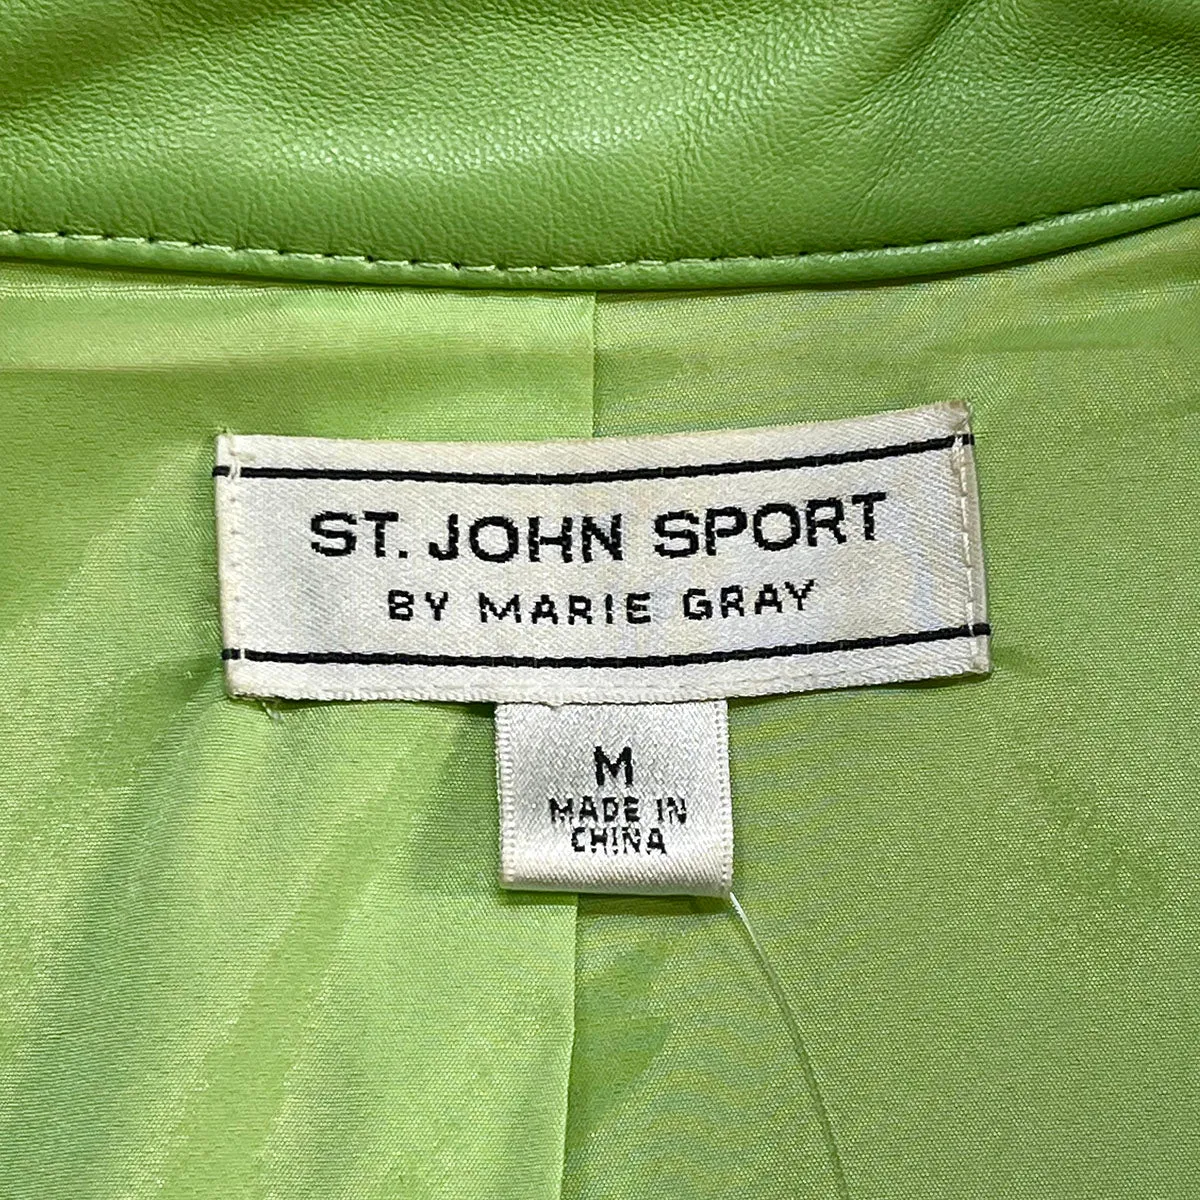 ST. JOHN SPORT
BY MARIE GRAY
M
MADE IN
CHINA